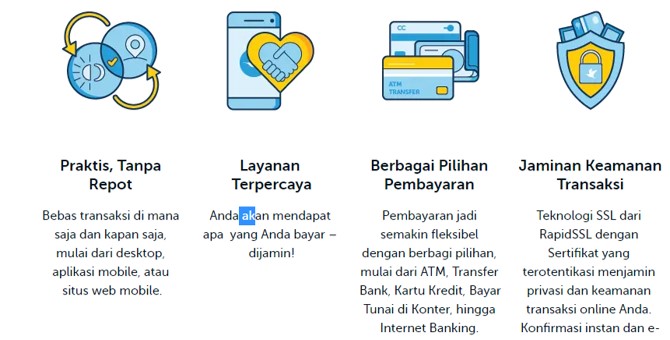 CC
ATM
TRANSFER
Praktis, Tanpa
Repot
Bebas transaksi di mana
saja dan kapan saja,
mulai dari desktop,
aplikasi mobile, atau
situs web mobile.
Layanan
Terpercaya
Anda akan mendapat
apa yang Anda bayar –
dijamin!
Berbagai Pilihan
Pembayaran
Pembayaran jadi
semakin fleksibel
dengan berbagi pilihan,
mulai dari ATM, Transfer
Bank, Kartu Kredit, Bayar
Tunai di Konter, hingga
Internet Banking.
Jaminan Keamanan
Transaksi
Teknologi SSL dari
RapidSSL dengan
Sertifikat yang
terotentikasi menjamin
privasi dan keamanan
transaksi online Anda.
Konfirmasi instan dan e-